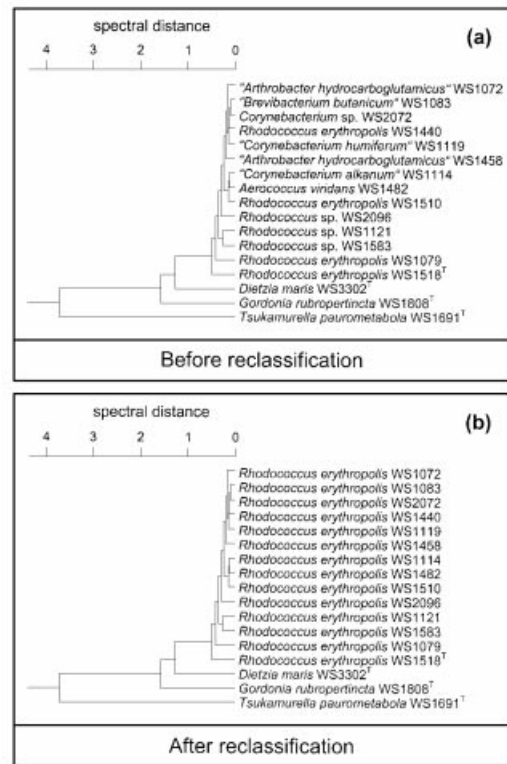 spectral distance
(a)
4 3 2 1 0
"Arthrobacter hydrocarboglutamicus" WS1072
"Brevibacterium butanicum" WS1083
Corynebacterium sp. WS2072
Rhodococcus erythropolis WS1440
"Corynebacterium humiferum" WS1119
"Arthrobacter hydrocarboglutamicus" WS1458
"Corynebacterium alkanum" WS1114
Aerococcus viridans WS1482
Rhodococcus erythropolis WS1510
Rhodococcus sp. WS2096
Rhodococcus sp. WS1121
Rhodococcus sp. WS1583
Rhodococcus erythropolis WS1079
Rhodococcus erythropolis WS1518T
Dietzia maris WS3302T
Gordonia rubropertincta WS1808T
Tsukamurella paurometabola WS1691T
Before reclassification
spectral distance
(b)
4 3 2 1 0
Rhodococcus erythropolis WS1072
Rhodococcus erythropolis WS1083
Rhodococcus erythropolis WS2072
Rhodococcus erythropolis WS1440
Rhodococcus erythropolis WS1119
Rhodococcus erythropolis WS1458
Rhodococcus erythropolis WS1114
Rhodococcus erythropolis WS1482
Rhodococcus erythropolis WS1510
Rhodococcus erythropolis WS2096
Rhodococcus erythropolis WS1121
Rhodococcus erythropolis WS1583
Rhodococcus erythropolis WS1079
Rhodococcus erythropolis WS1518T
Dietzia maris WS3302T
Gordonia rubropertincta WS1808T
Tsukamurella paurometabola WS1691T
After reclassification